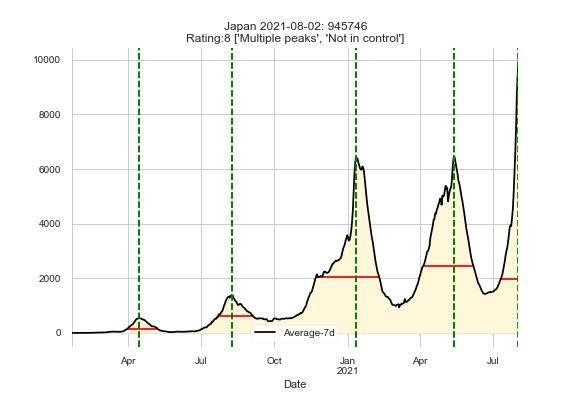 Japan 2021-08-02: 945746
Rating:8 ['Multiple peaks', 'Not in control']
10000
8000
6000
4000
2000
0
Average-7d
Apr
Jul
Oct
Jan
2021
Apr
Jul
Date